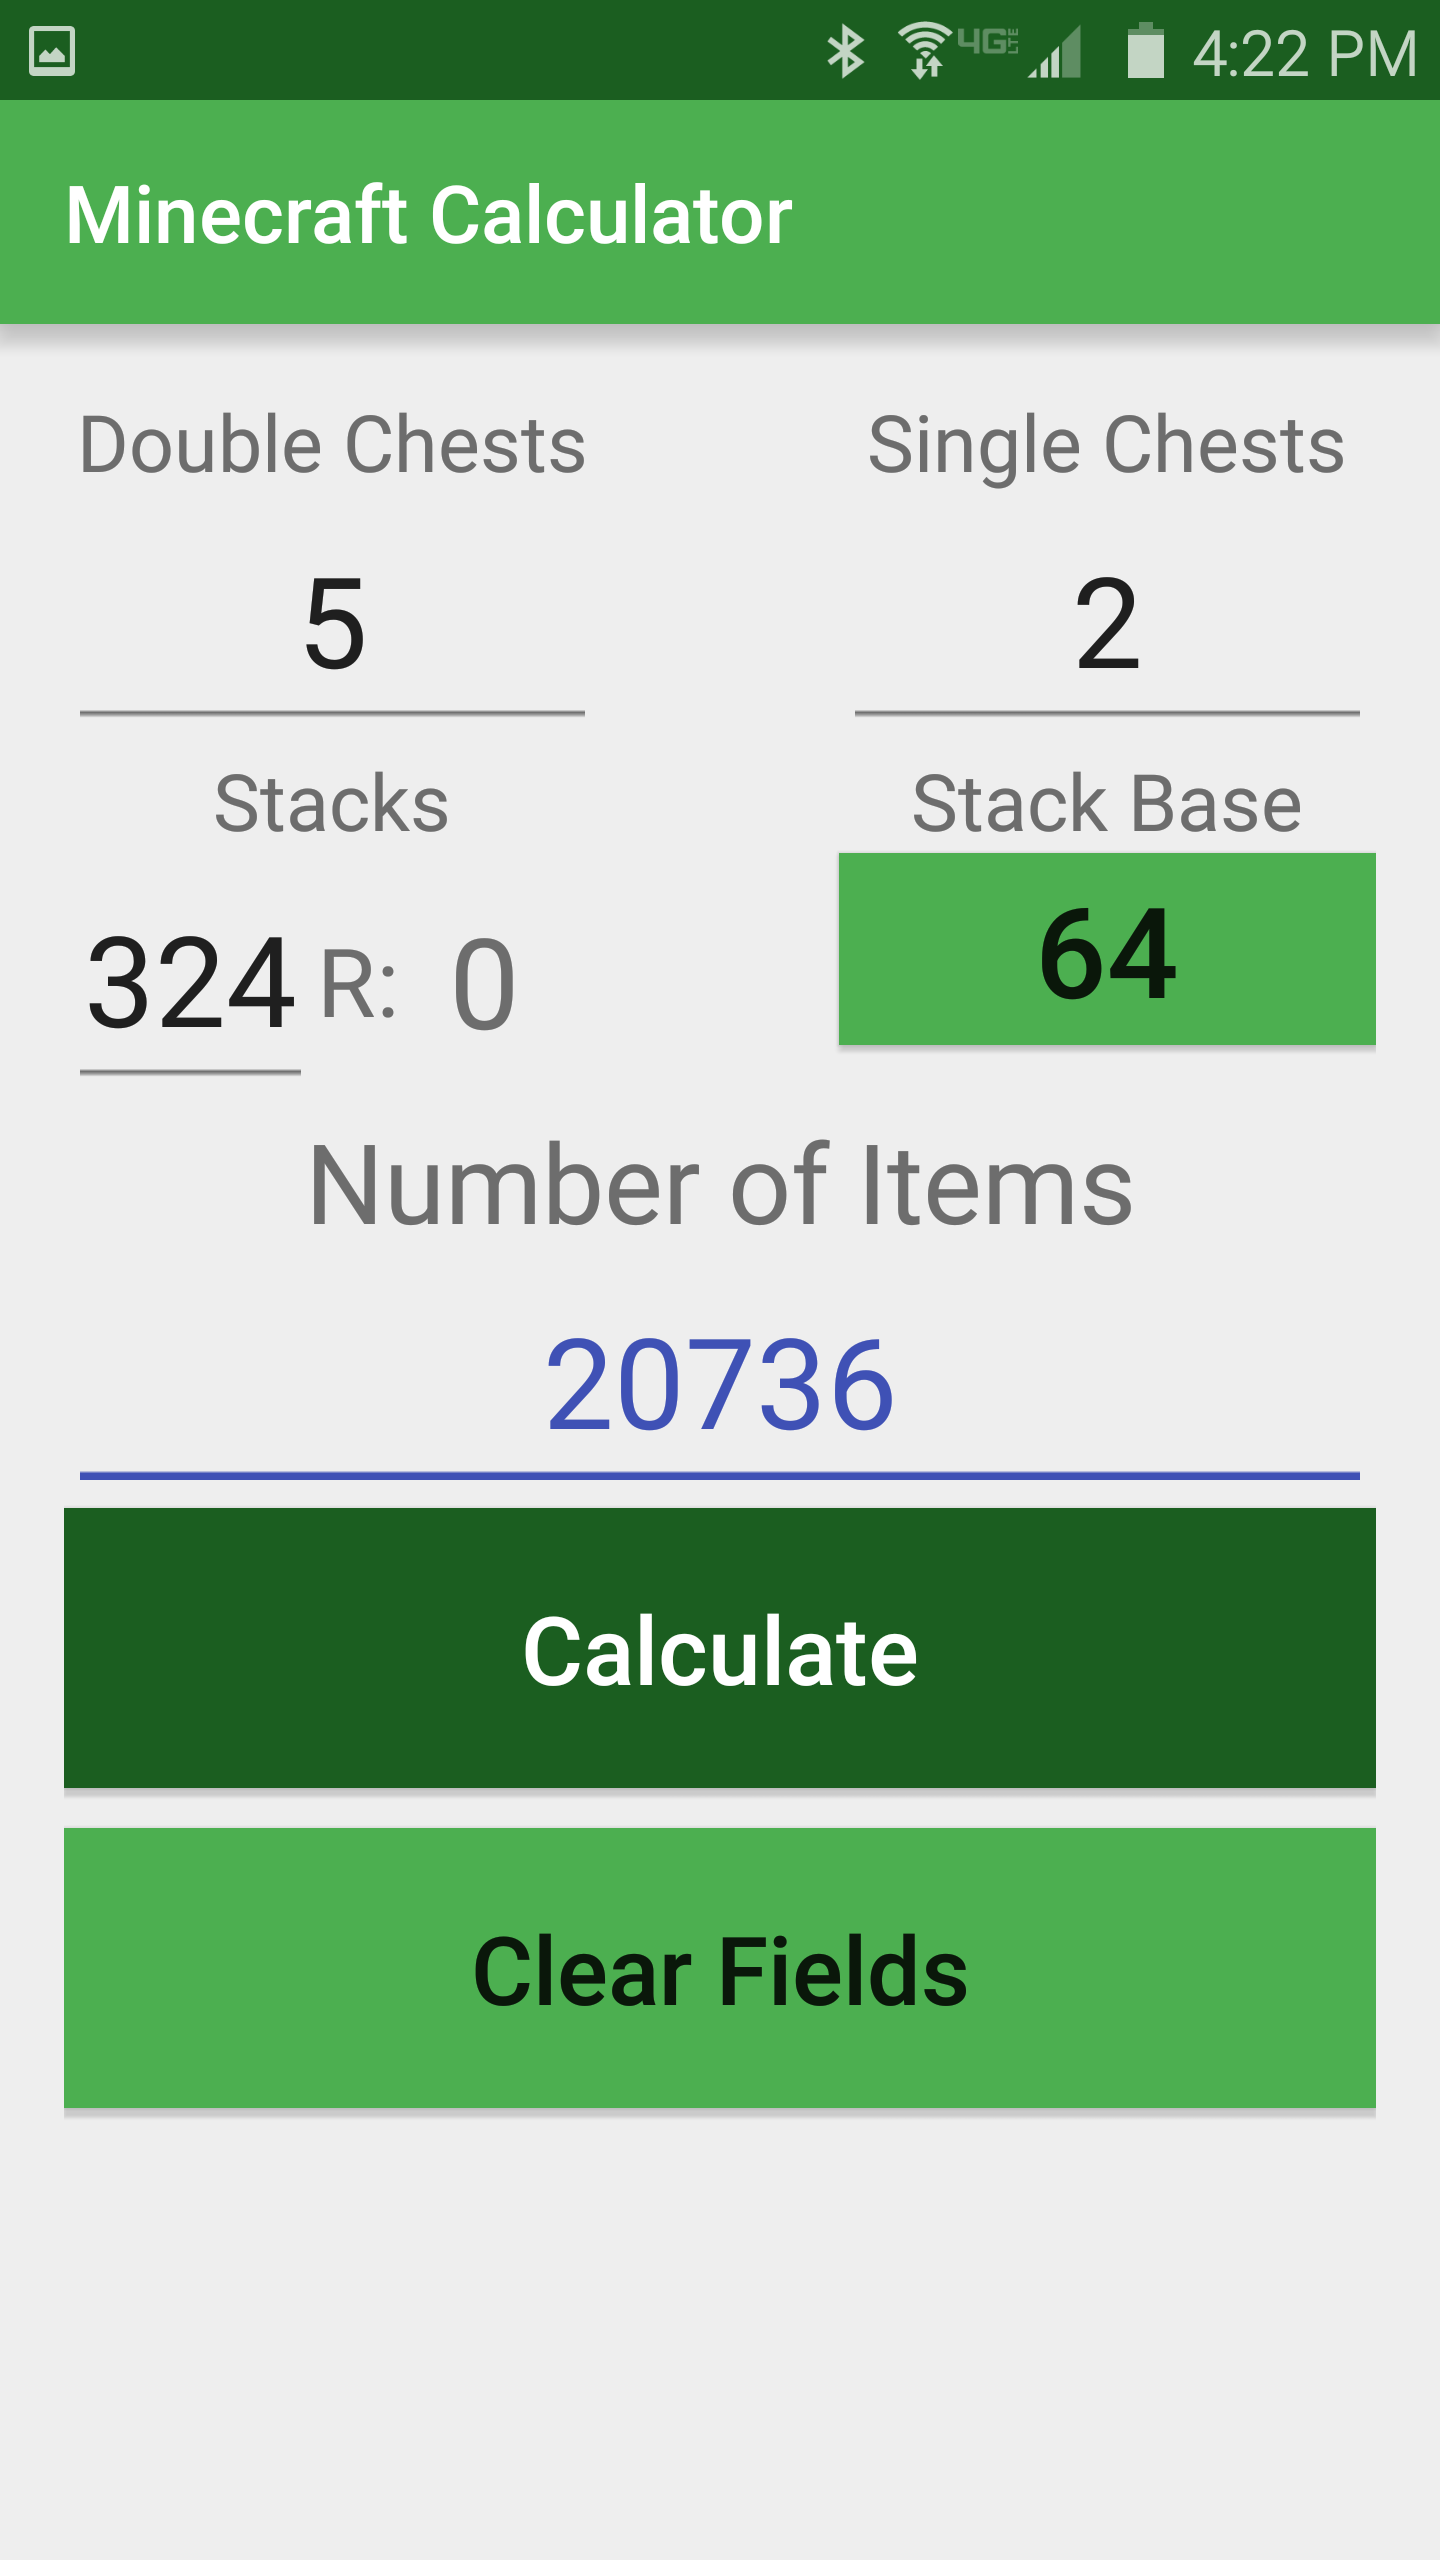 4G LTE 4:22 PM
Minecraft Calculator
Double Chests Single Chests
5 2
Stacks Stack Base
324 R: 0 64
Number of Items
20736
Calculate
Clear Fields